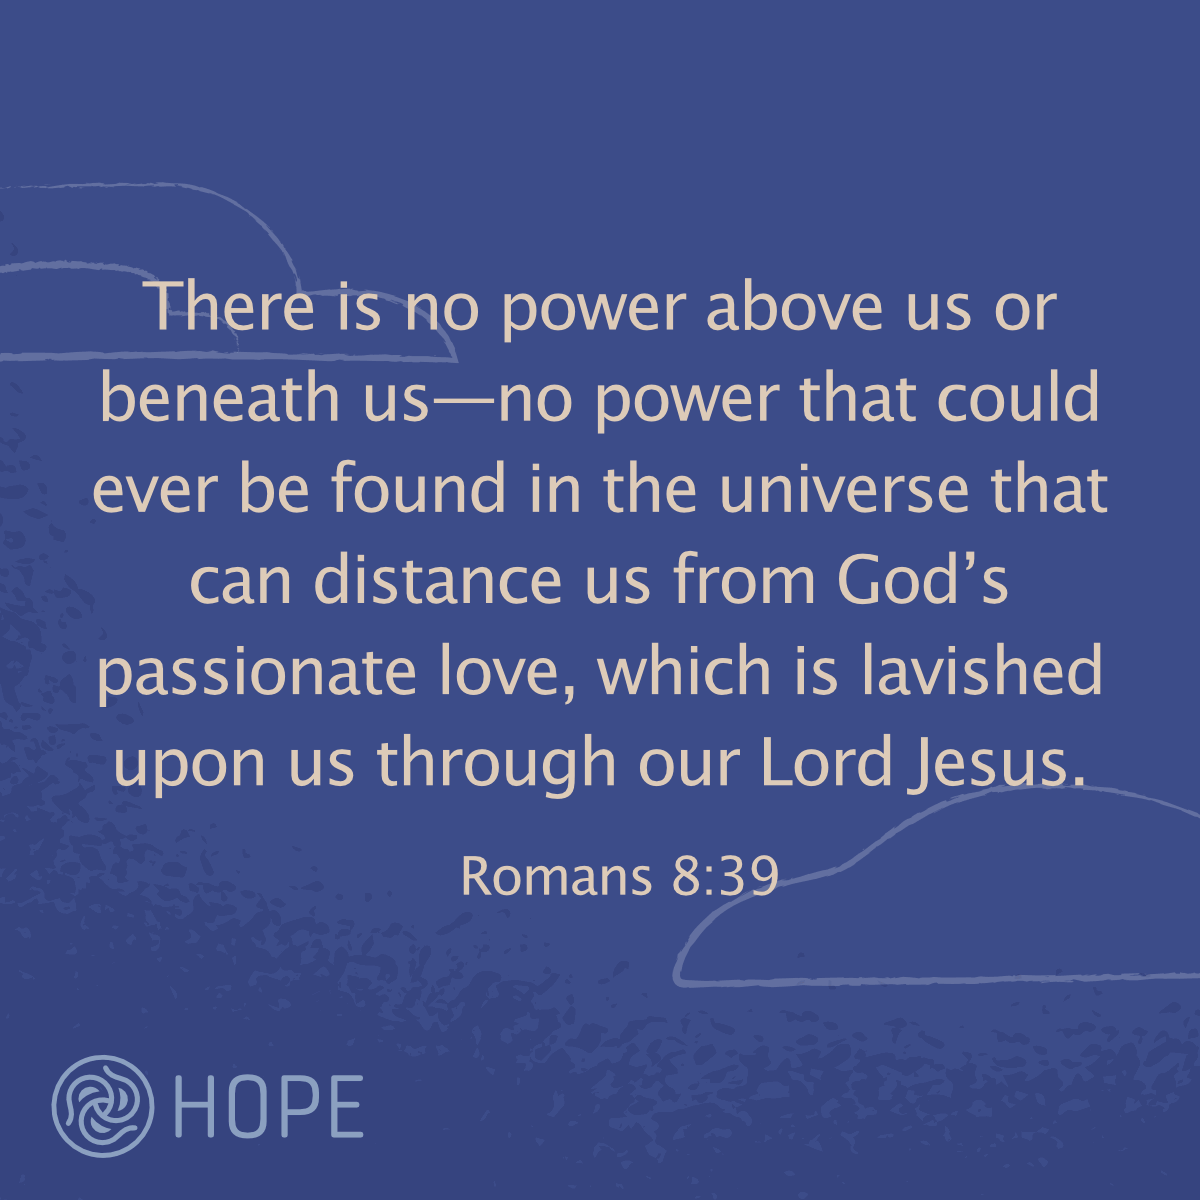 There is no power above us or
beneath us—no power that could
ever be found in the universe that
can distance us from God’s
passionate love, which is lavished
upon us through our Lord Jesus.
Romans 8:39
HOPE